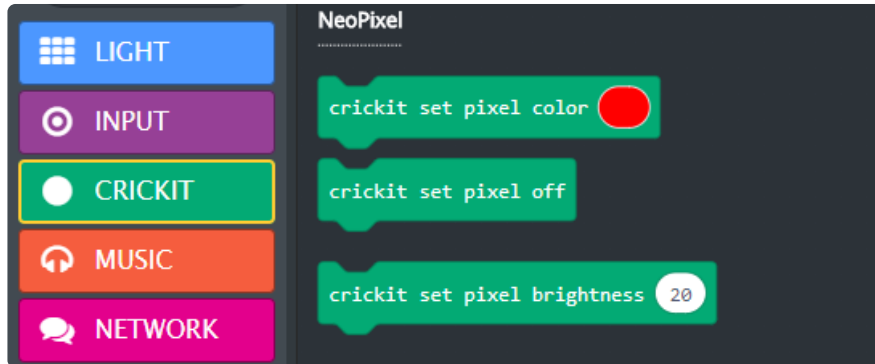 LIGHT
INPUT
CRICKIT
MUSIC
NETWORK
NeoPixel
crickit set pixel color
crickit set pixel off
crickit set pixel brightness 20